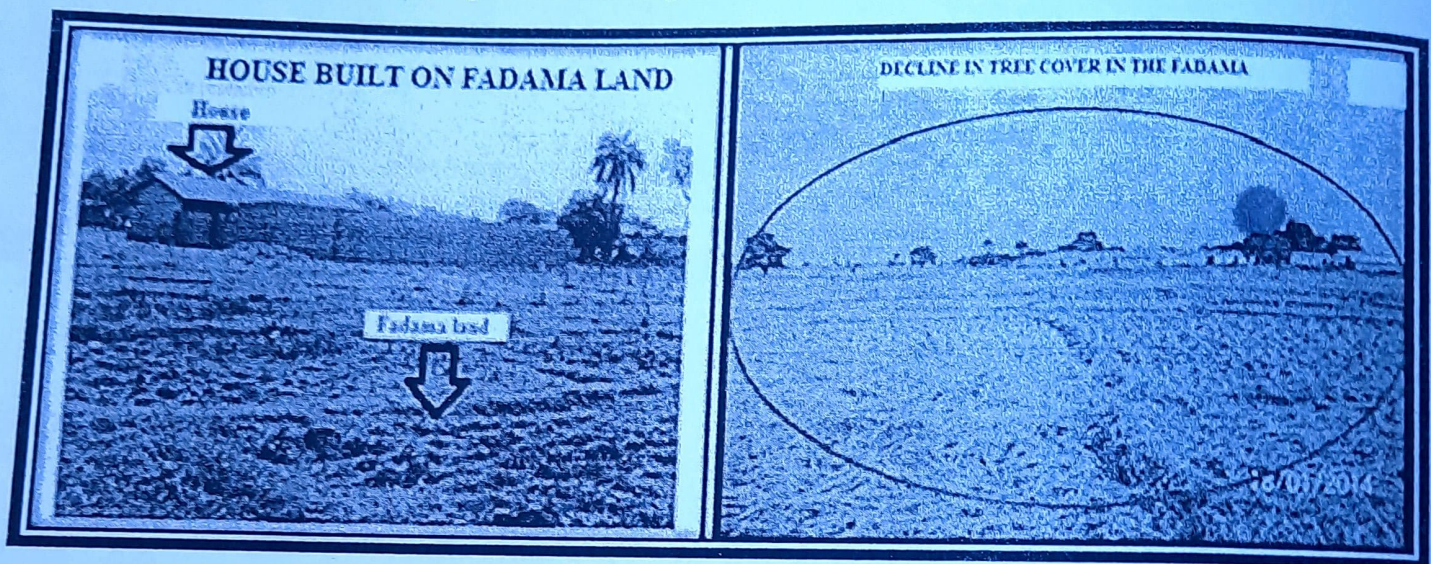 HOUSE BUILT ON FADAMA LAND
House
Fadama land
DECLINE IN TREE COVER IN THE FADAMA